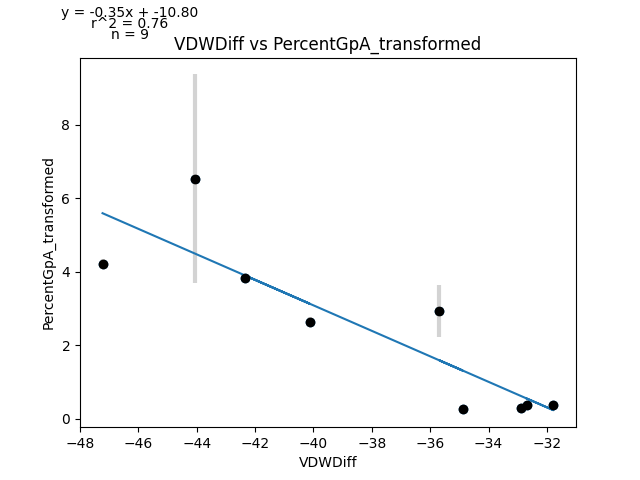 y = -0.35x + -10.80
r^2 = 0.76
n = 9
VDWDiff vs PercentGpA_transformed
PercentGpA_transformed
8
6
4
2
0
−48 −46 −44 −42 −40 −38 −36 −34 −32
VDWDiff